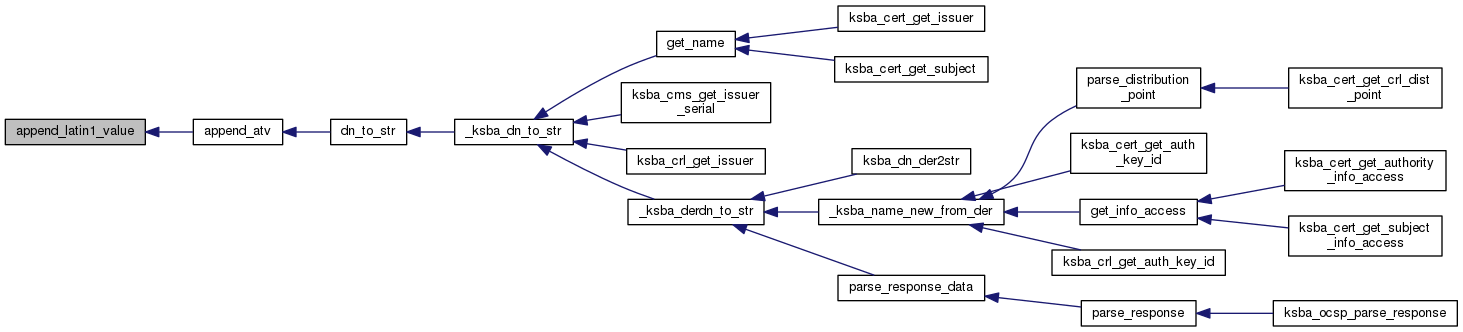 ksba_cert_get_issuer
get_name
ksba_cert_get_subject
parse_distribution
_point
ksba_cert_get_crl_dist
_point
ksba_cms_get_issuer
_serial
append_latin1_value
append_atv
dn_to_str
_ksba_dn_to_str
ksba_cert_get_auth
_key_id
ksba_crl_get_issuer
ksba_dn_der2str
ksba_cert_get_authority
_info_access
_ksba_derdn_to_str
_ksba_name_new_from_der
get_info_access
ksba_cert_get_subject
_info_access
ksba_crl_get_auth_key_id
parse_response_data
parse_response
ksba_ocsp_parse_response